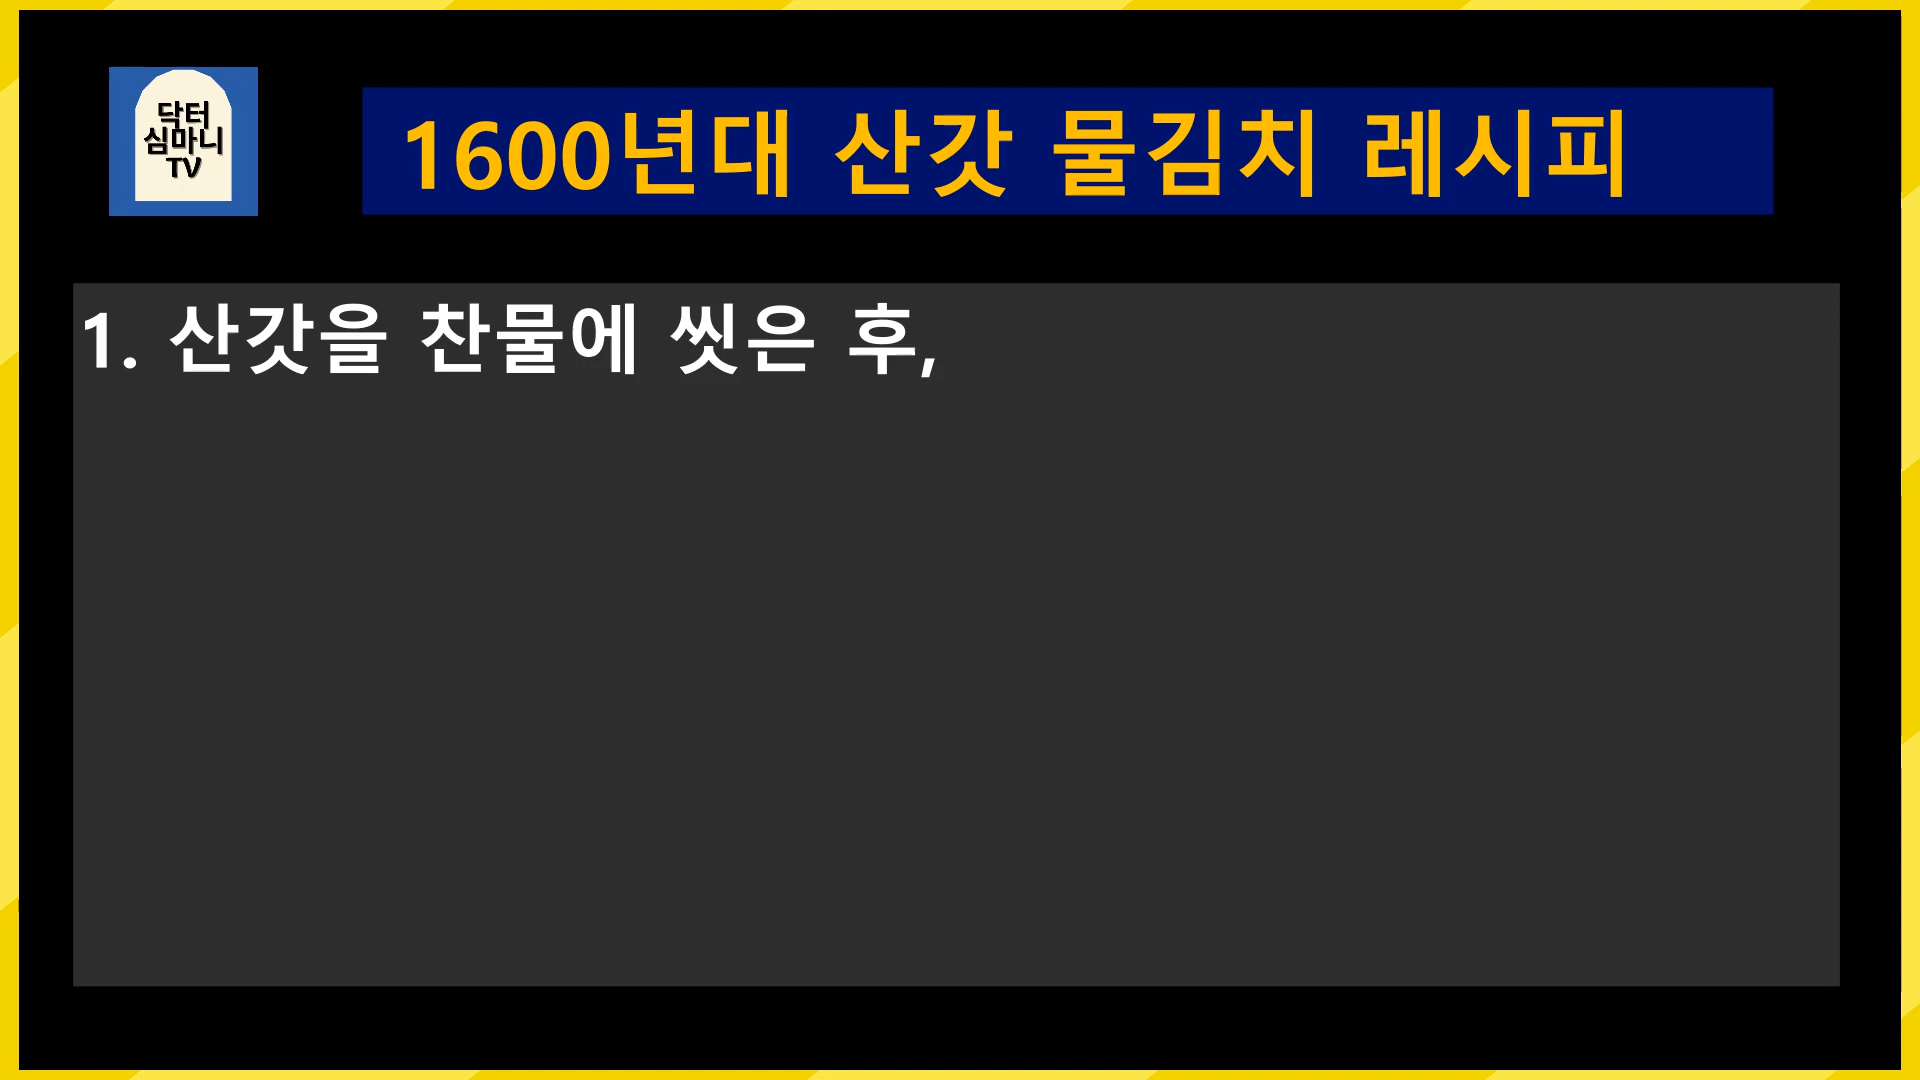 닥터
심마니
TV
1600년대 산갓 물김치 레시피
1. 산갓을 찬물에 씻은 후,